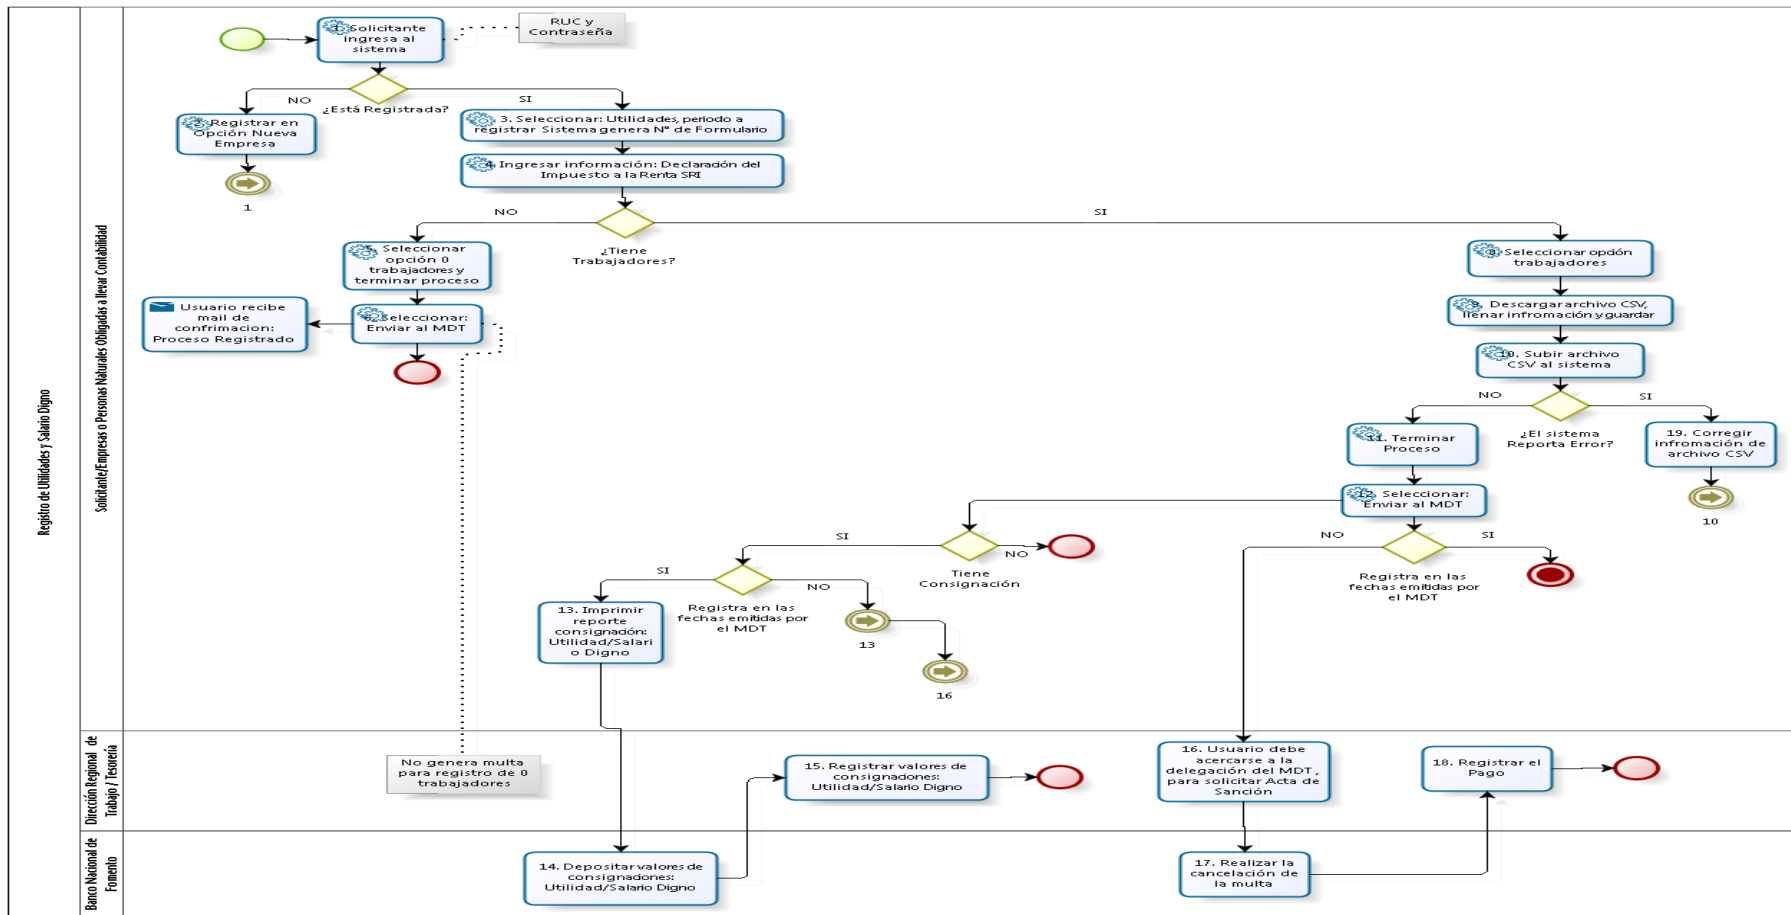 Registro de Utilidades y Salario Digno
Solicitante/Empresas o Personas Naturales Obligadas a llevar Contabilidad
1. Solicitante
ingresa al
sistema
RUC y
Contraseña
¿Está Registrada?
NO
SI
2. Registrar en
Opción Nueva
Empresa
1
3. Seleccionar: Utilidades, periodo a
registrar Sistema genera N° de Formulario
4. Ingresar información: Declaración del
Impuesto a la Renta SRI
NO
SI
¿Tiene
Trabajadores?
5. Seleccionar
opción 0
trabajadores y
terminar proceso
6. Seleccionar:
Enviar al MDT
Usuario recibe
mail de
confrimacion:
Proceso Registrado
8. Seleccionar opción
trabajadores
9. Descargar archivo CSV,
llenar infromación y guardar
10. Subir archivo
CSV al sistema
NO
SI
¿El sistema
Reporta Error?
11. Terminar
Proceso
19. Corregir
infromación de
archivo CSV
10
12. Seleccionar:
Enviar al MDT
SI
NO
Tiene
Consignación
NO
SI
Registra en las
fechas emitidas por
el MDT
SI
NO
Registra en las
fechas emitidas por
el MDT
13. Imprimir
reporte
consignación:
Utilidad/Salari
o Digno
13
16
Dirección Regional de
Trabajo / Tesorería
No genera multa
para registro de 0
trabajadores
15. Registrar valores de
consignaciones:
Utilidad/Salario Digno
16. Usuario debe
acercarse a la
delegación del MDT,
para solicitar Acta de
Sanción
18. Registrar el
Pago
Banco Nacional de
Fomento
14. Depositar valores de
consignaciones:
Utilidad/Salario Digno
17. Realizar la
cancelación de
la multa